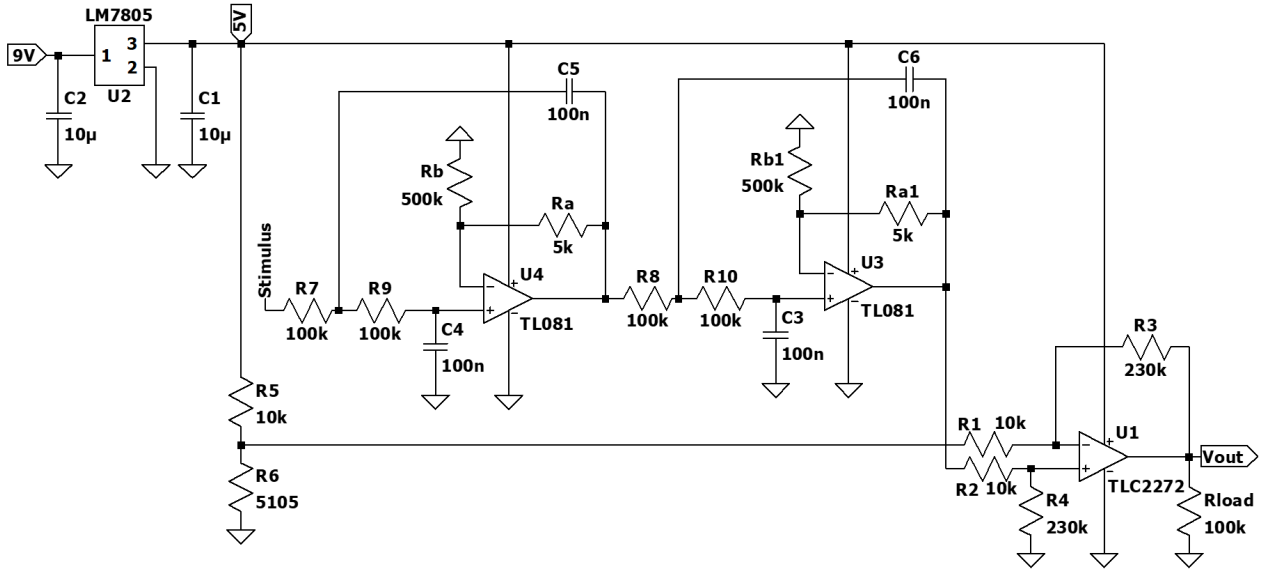 LM7805
5V
9V
1
3
2
U2
C2
10µ
C1
10µ
C5
100n
C6
100n
Rb
500k
Ra
5k
Rb1
500k
Ra1
5k
Stimulus
R7
100k
R9
100k
C4
100n
U4
TL081
R8
100k
R10
100k
C3
100n
U3
TL081
R5
10k
R6
5105
R1 10k
R2 10k
R3
230k
U1
TLC2272
R4
230k
Vout
Rload
100k